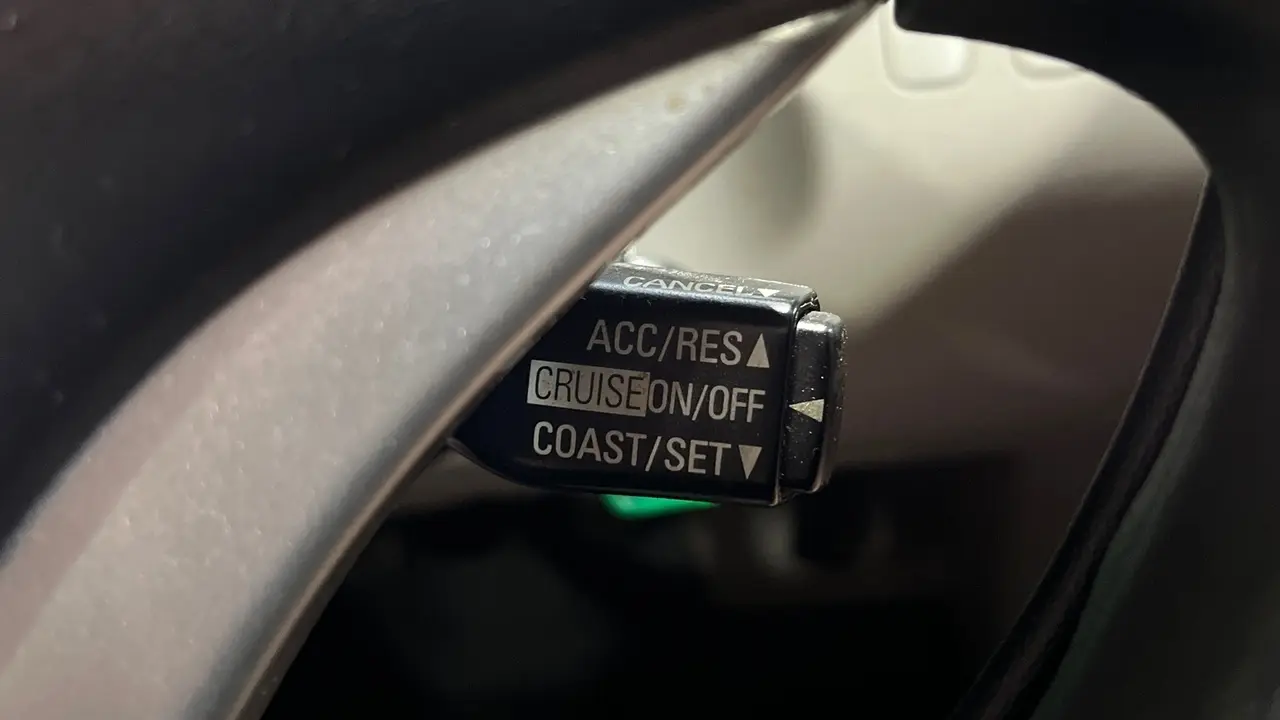 CANCEL▼
ACC/RES▲
CRUISE ON/OFF
COAST/SET▼